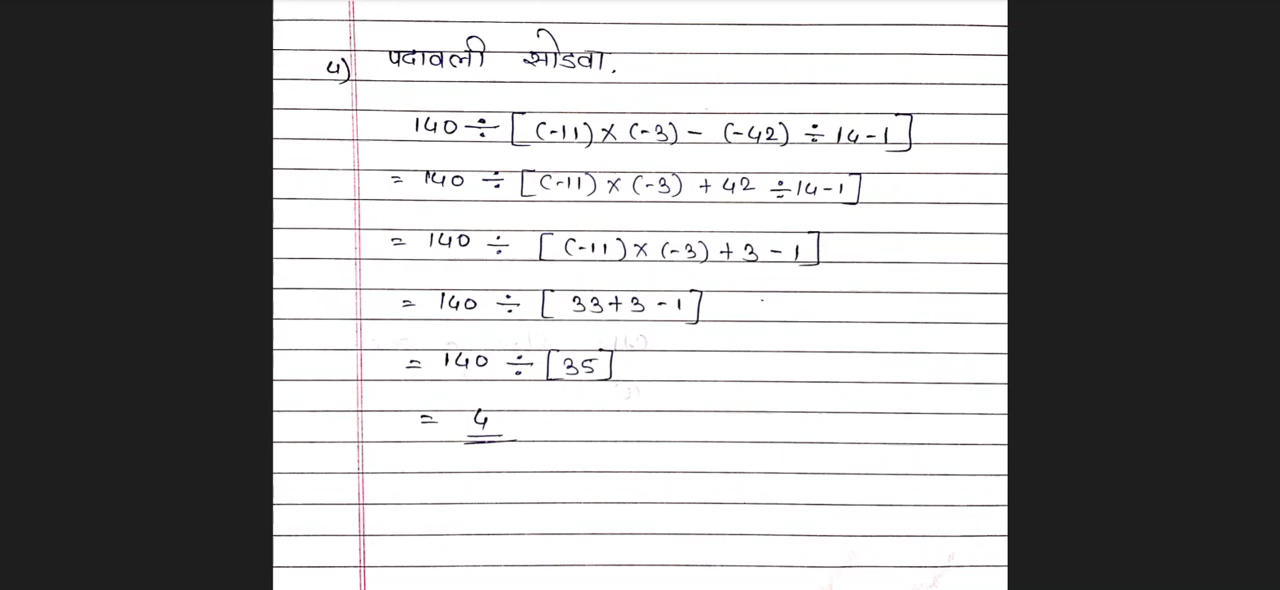 4) पदावली सोडवा.
140 ÷ [(-11) × (-3) - (-42) ÷ 14 - 1]
= 140 ÷ [(-11) × (-3) + 42 ÷ 14 - 1]
= 140 ÷ [(-11) × (-3) + 3 - 1]
= 140 ÷ [33 + 3 - 1]
= 140 ÷ [35]
= 4